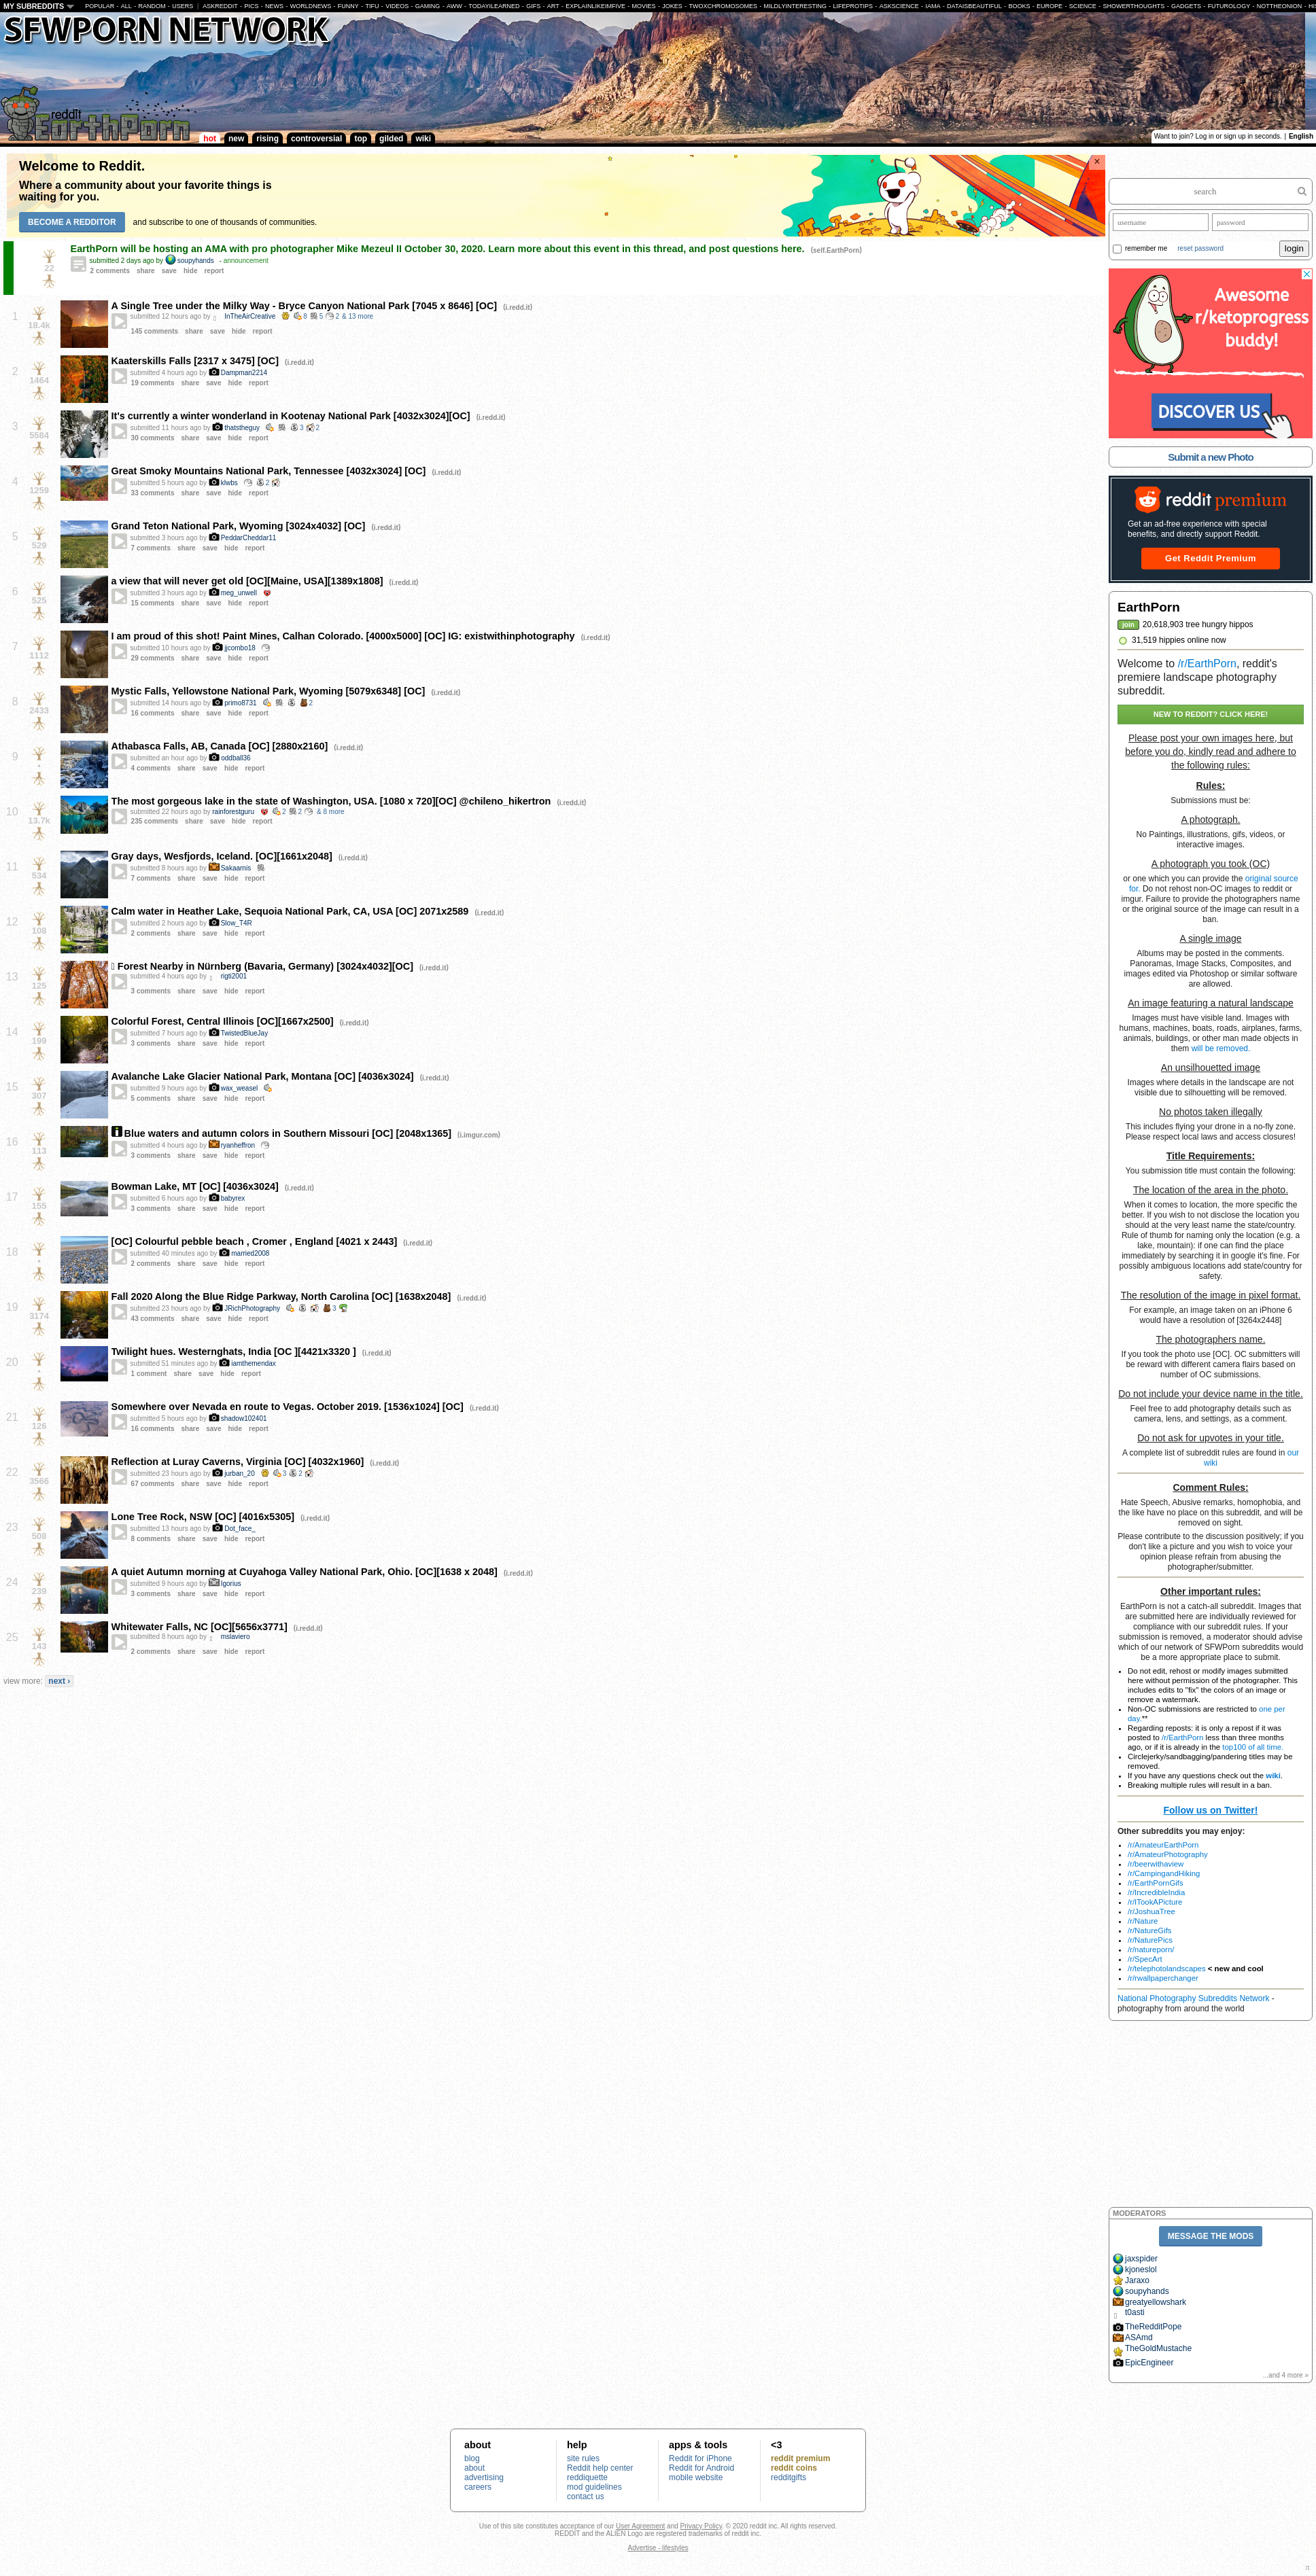 MY SUBREDDITS
POPULAR - ALL - RANDOM - USERS | ASKREDDIT - PICS - NEWS - WORLDNEWS - FUNNY - TIFU - VIDEOS - GAMING - AWW - TODAYILEARNED - GIFS - ART - EXPLAINLIKEIMFIVE - MOVIES - JOKES - TWOXCHROMOSOMES - MILDLYINTERESTING - LIFEPROTIPS - ASKSCIENCE - IAMA - DATAISBEAUTIFUL - BOOKS - EUROPE - SCIENCE - SHOWERTHOUGHTS - GADGETS - FUTUROLOGY - NOTTHEONION
SFWPORN NETWORK
reddit
EarthPorn
hot new rising controversial top gilded wiki
Want to join? Log in or sign up in seconds. | English
Welcome to Reddit.
Where a community about your favorite things is
waiting for you.
BECOME A REDDITOR and subscribe to one of thousands of communities.
×
22
EarthPorn will be hosting an AMA with pro photographer Mike Mezeul II October 30, 2020. Learn more about this event in this thread, and post questions here. (self.EarthPorn)
submitted 2 days ago by soupyhands - announcement
2 comments share save hide report
1
18.4k
A Single Tree under the Milky Way - Bryce Canyon National Park [7045 x 8646] [OC] (i.redd.it)
submitted 12 hours ago by InTheAirCreative 8 5 2 & 13 more
145 comments share save hide report
2
1464
Kaaterskills Falls [2317 x 3475] [OC] (i.redd.it)
submitted 4 hours ago by Dampman2214
19 comments share save hide report
3
5584
It's currently a winter wonderland in Kootenay National Park [4032x3024][OC] (i.redd.it)
submitted 11 hours ago by thatstheguy 3 2
30 comments share save hide report
4
1259
Great Smoky Mountains National Park, Tennessee [4032x3024] [OC] (i.redd.it)
submitted 5 hours ago by klwbs 2
33 comments share save hide report
5
529
Grand Teton National Park, Wyoming [3024x4032] [OC] (i.redd.it)
submitted 3 hours ago by PeddarCheddar11
7 comments share save hide report
6
525
a view that will never get old [OC][Maine, USA][1389x1808] (i.redd.it)
submitted 3 hours ago by meg_unwell
15 comments share save hide report
7
1112
I am proud of this shot! Paint Mines, Calhan Colorado. [4000x5000] [OC] IG: existwithinphotography (i.redd.it)
submitted 10 hours ago by jjcombo18
29 comments share save hide report
8
2433
Mystic Falls, Yellowstone National Park, Wyoming [5079x6348] [OC] (i.redd.it)
submitted 14 hours ago by primo8731 2
16 comments share save hide report
9
•
Athabasca Falls, AB, Canada [OC] [2880x2160] (i.redd.it)
submitted an hour ago by oddball36
4 comments share save hide report
10
13.7k
The most gorgeous lake in the state of Washington, USA. [1080 x 720][OC] @chileno_hikertron (i.redd.it)
submitted 22 hours ago by rainforestguru 2 2 & 8 more
235 comments share save hide report
11
534
Gray days, Wesfjords, Iceland. [OC][1661x2048] (i.redd.it)
submitted 8 hours ago by Sakaamis
7 comments share save hide report
12
108
Calm water in Heather Lake, Sequoia National Park, CA, USA [OC] 2071x2589 (i.redd.it)
submitted 2 hours ago by Slow_T4R
2 comments share save hide report
13
125
Forest Nearby in Nürnberg (Bavaria, Germany) [3024x4032][OC] (i.redd.it)
submitted 4 hours ago by rigti2001
3 comments share save hide report
14
199
Colorful Forest, Central Illinois [OC][1667x2500] (i.redd.it)
submitted 7 hours ago by TwistedBlueJay
3 comments share save hide report
15
307
Avalanche Lake Glacier National Park, Montana [OC] [4036x3024] (i.redd.it)
submitted 9 hours ago by wax_weasel
5 comments share save hide report
16
113
Blue waters and autumn colors in Southern Missouri [OC] [2048x1365] (i.imgur.com)
submitted 4 hours ago by ryanheffron
3 comments share save hide report
17
155
Bowman Lake, MT [OC] [4036x3024] (i.redd.it)
submitted 6 hours ago by babyrex
3 comments share save hide report
18
•
[OC] Colourful pebble beach , Cromer , England [4021 x 2443] (i.redd.it)
submitted 40 minutes ago by married2008
2 comments share save hide report
19
3174
Fall 2020 Along the Blue Ridge Parkway, North Carolina [OC] [1638x2048] (i.redd.it)
submitted 23 hours ago by JRichPhotography 3
43 comments share save hide report
20
•
Twilight hues. Westernghats, India [OC ][4421x3320 ] (i.redd.it)
submitted 51 minutes ago by iamthemendax
1 comment share save hide report
21
126
Somewhere over Nevada en route to Vegas. October 2019. [1536x1024] [OC] (i.redd.it)
submitted 5 hours ago by shadow102401
16 comments share save hide report
22
3566
Reflection at Luray Caverns, Virginia [OC] [4032x1960] (i.redd.it)
submitted 23 hours ago by jurban_20 3 2
67 comments share save hide report
23
508
Lone Tree Rock, NSW [OC] [4016x5305] (i.redd.it)
submitted 13 hours ago by Dot_face_
8 comments share save hide report
24
239
A quiet Autumn morning at Cuyahoga Valley National Park, Ohio. [OC][1638 x 2048] (i.redd.it)
submitted 9 hours ago by lgorius
3 comments share save hide report
25
143
Whitewater Falls, NC [OC][5656x3771] (i.redd.it)
submitted 8 hours ago by mslaviero
2 comments share save hide report
view more: next ›
search
username password
remember me reset password login
Awesome
r/ketoprogress
buddy!
DISCOVER US
Submit a new Photo
reddit premium
Get an ad-free experience with special
benefits, and directly support Reddit.
Get Reddit Premium
EarthPorn
join 20,618,903 tree hungry hippos
31,519 hippies online now
Welcome to /r/EarthPorn, reddit's
premiere landscape photography
subreddit.
NEW TO REDDIT? CLICK HERE!
Please post your own images here, but
before you do, kindly read and adhere to
the following rules:
Rules:
Submissions must be:
A photograph.
No Paintings, illustrations, gifs, videos, or
interactive images.
A photograph you took (OC)
or one which you can provide the original source
for. Do not rehost non-OC images to reddit or
imgur. Failure to provide the photographers name
or the original source of the image can result in a
ban.
A single image
Albums may be posted in the comments.
Panoramas, Image Stacks, Composites, and
images edited via Photoshop or similar software
are allowed.
An image featuring a natural landscape
Images must have visible land. Images with
humans, machines, boats, roads, airplanes, farms,
animals, buildings, or other man made objects in
them will be removed.
An unsilhouetted image
Images where details in the landscape are not
visible due to silhouetting will be removed.
No photos taken illegally
This includes flying your drone in a no-fly zone.
Please respect local laws and access closures!
Title Requirements:
You submission title must contain the following:
The location of the area in the photo.
When it comes to location, the more specific the
better. If you wish to not disclose the location you
should at the very least name the state/country.
Rule of thumb for naming only the location (e.g. a
lake, mountain): if one can find the place
immediately by searching it in google it's fine. For
possibly ambiguous locations add state/country for
safety.
The resolution of the image in pixel format.
For example, an image taken on an iPhone 6
would have a resolution of [3264x2448]
The photographers name.
If you took the photo use [OC]. OC submitters will
be reward with different camera flairs based on
number of OC submissions.
Do not include your device name in the title.
Feel free to add photography details such as
camera, lens, and settings, as a comment.
Do not ask for upvotes in your title.
A complete list of subreddit rules are found in our
wiki
Comment Rules:
Hate Speech, Abusive remarks, homophobia, and
the like have no place on this subreddit, and will be
removed on sight.
Please contribute to the discussion positively; if you
don't like a picture and you wish to voice your
opinion please refrain from abusing the
photographer/submitter.
Other important rules:
EarthPorn is not a catch-all subreddit. Images that
are submitted here are individually reviewed for
compliance with our subreddit rules. If your
submission is removed, a moderator should advise
which of our network of SFWPorn subreddits would
be a more appropriate place to submit.
• Do not edit, rehost or modify images submitted
here without permission of the photographer. This
includes edits to "fix" the colors of an image or
remove a watermark.
• Non-OC submissions are restricted to one per
day.**
• Regarding reposts: it is only a repost if it was
posted to /r/EarthPorn less than three months
ago, or if it is already in the top100 of all time.
• Circlejerky/sandbagging/pandering titles may be
removed.
• If you have any questions check out the wiki.
• Breaking multiple rules will result in a ban.
Follow us on Twitter!
Other subreddits you may enjoy:
• /r/AmateurEarthPorn
• /r/AmateurPhotography
• /r/beerwithaview
• /r/CampingandHiking
• /r/EarthPornGifs
• /r/IncredibleIndia
• /r/ITookAPicture
• /r/JoshuaTree
• /r/Nature
• /r/NatureGifs
• /r/NaturePics
• /r/natureporn/
• /r/SpecArt
• /r/telephotolandscapes < new and cool
• /r/rwallpaperchanger
National Photography Subreddits Network -
photography from around the world
MODERATORS
MESSAGE THE MODS
jaxspider
kjoneslol
Jaraxo
soupyhands
greatyellowshark
t0asti
TheRedditPope
ASAmd
TheGoldMustache
EpicEngineer
...and 4 more »
about
blog
about
advertising
careers
help
site rules
Reddit help center
reddiquette
mod guidelines
contact us
apps & tools
Reddit for iPhone
Reddit for Android
mobile website
<3
reddit premium
reddit coins
redditgifts
Use of this site constitutes acceptance of our User Agreement and Privacy Policy. © 2020 reddit inc. All rights reserved.
REDDIT and the ALIEN Logo are registered trademarks of reddit inc.
Advertise - lifestyles
π